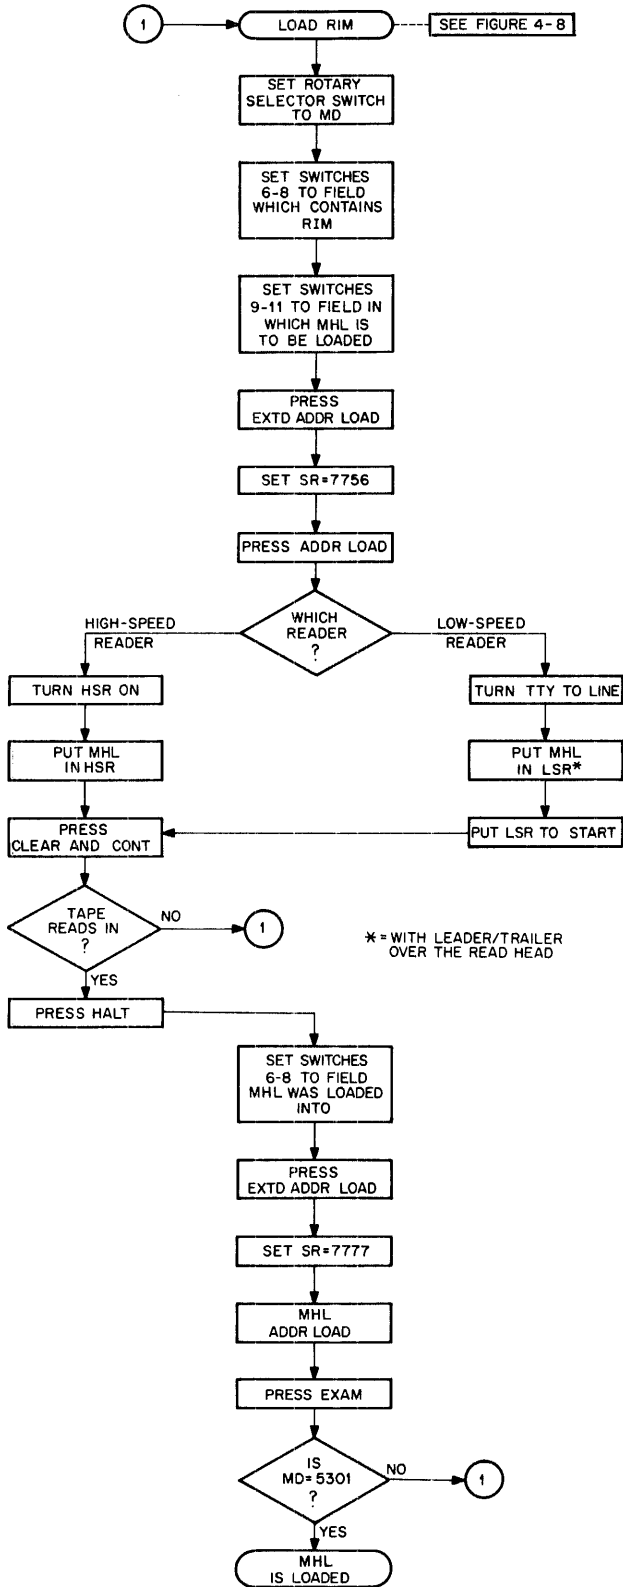 1
LOAD RIM
SEE FIGURE 4-8
SET ROTARY
SELECTOR SWITCH
TO MD
SET SWITCHES
6-8 TO FIELD
WHICH CONTAINS
RIM
SET SWITCHES
9-11 TO FIELD IN
WHICH MHL IS
TO BE LOADED
PRESS
EXTD ADDR LOAD
SET SR=7756
PRESS ADDR LOAD
WHICH
READER
?
HIGH-SPEED
READER
LOW-SPEED
READER
TURN HSR ON
TURN TTY TO LINE
PUT MHL
IN HSR
PUT MHL
IN LSR*
PRESS
CLEAR AND CONT
PUT LSR TO START
TAPE
READS IN
?
NO
1
* = WITH LEADER/TRAILER
OVER THE READ HEAD
YES
PRESS HALT
SET SWITCHES
6-8 TO FIELD
MHL WAS LOADED
INTO
PRESS
EXTD ADDR LOAD
SET SR=7777
MHL
ADDR LOAD
PRESS EXAM
IS
MD=5301
?
NO
1
YES
MHL
IS LOADED